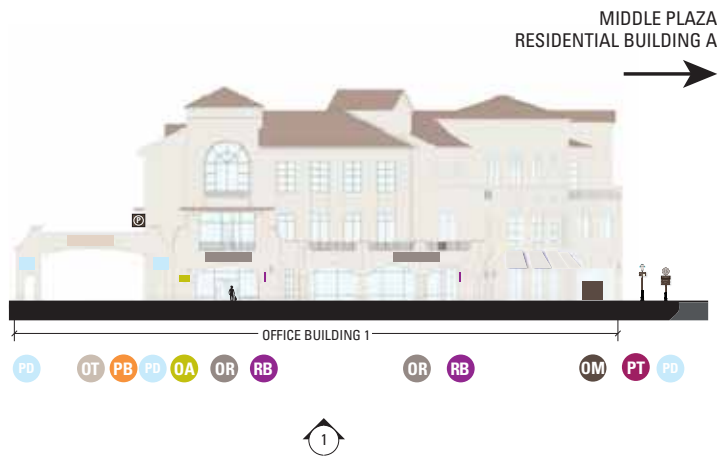 MIDDLE PLAZA
RESIDENTIAL BUILDING A
P
OFFICE BUILDING 1
PD OT PB PD OA OR RB OR RB OM PT PD
1